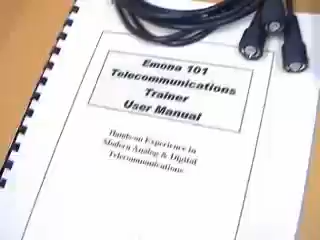 Emona 101
Telecommunications
Trainer
User Manual
Hands-on Experience in
Modern Analog & Digital
Telecommunications